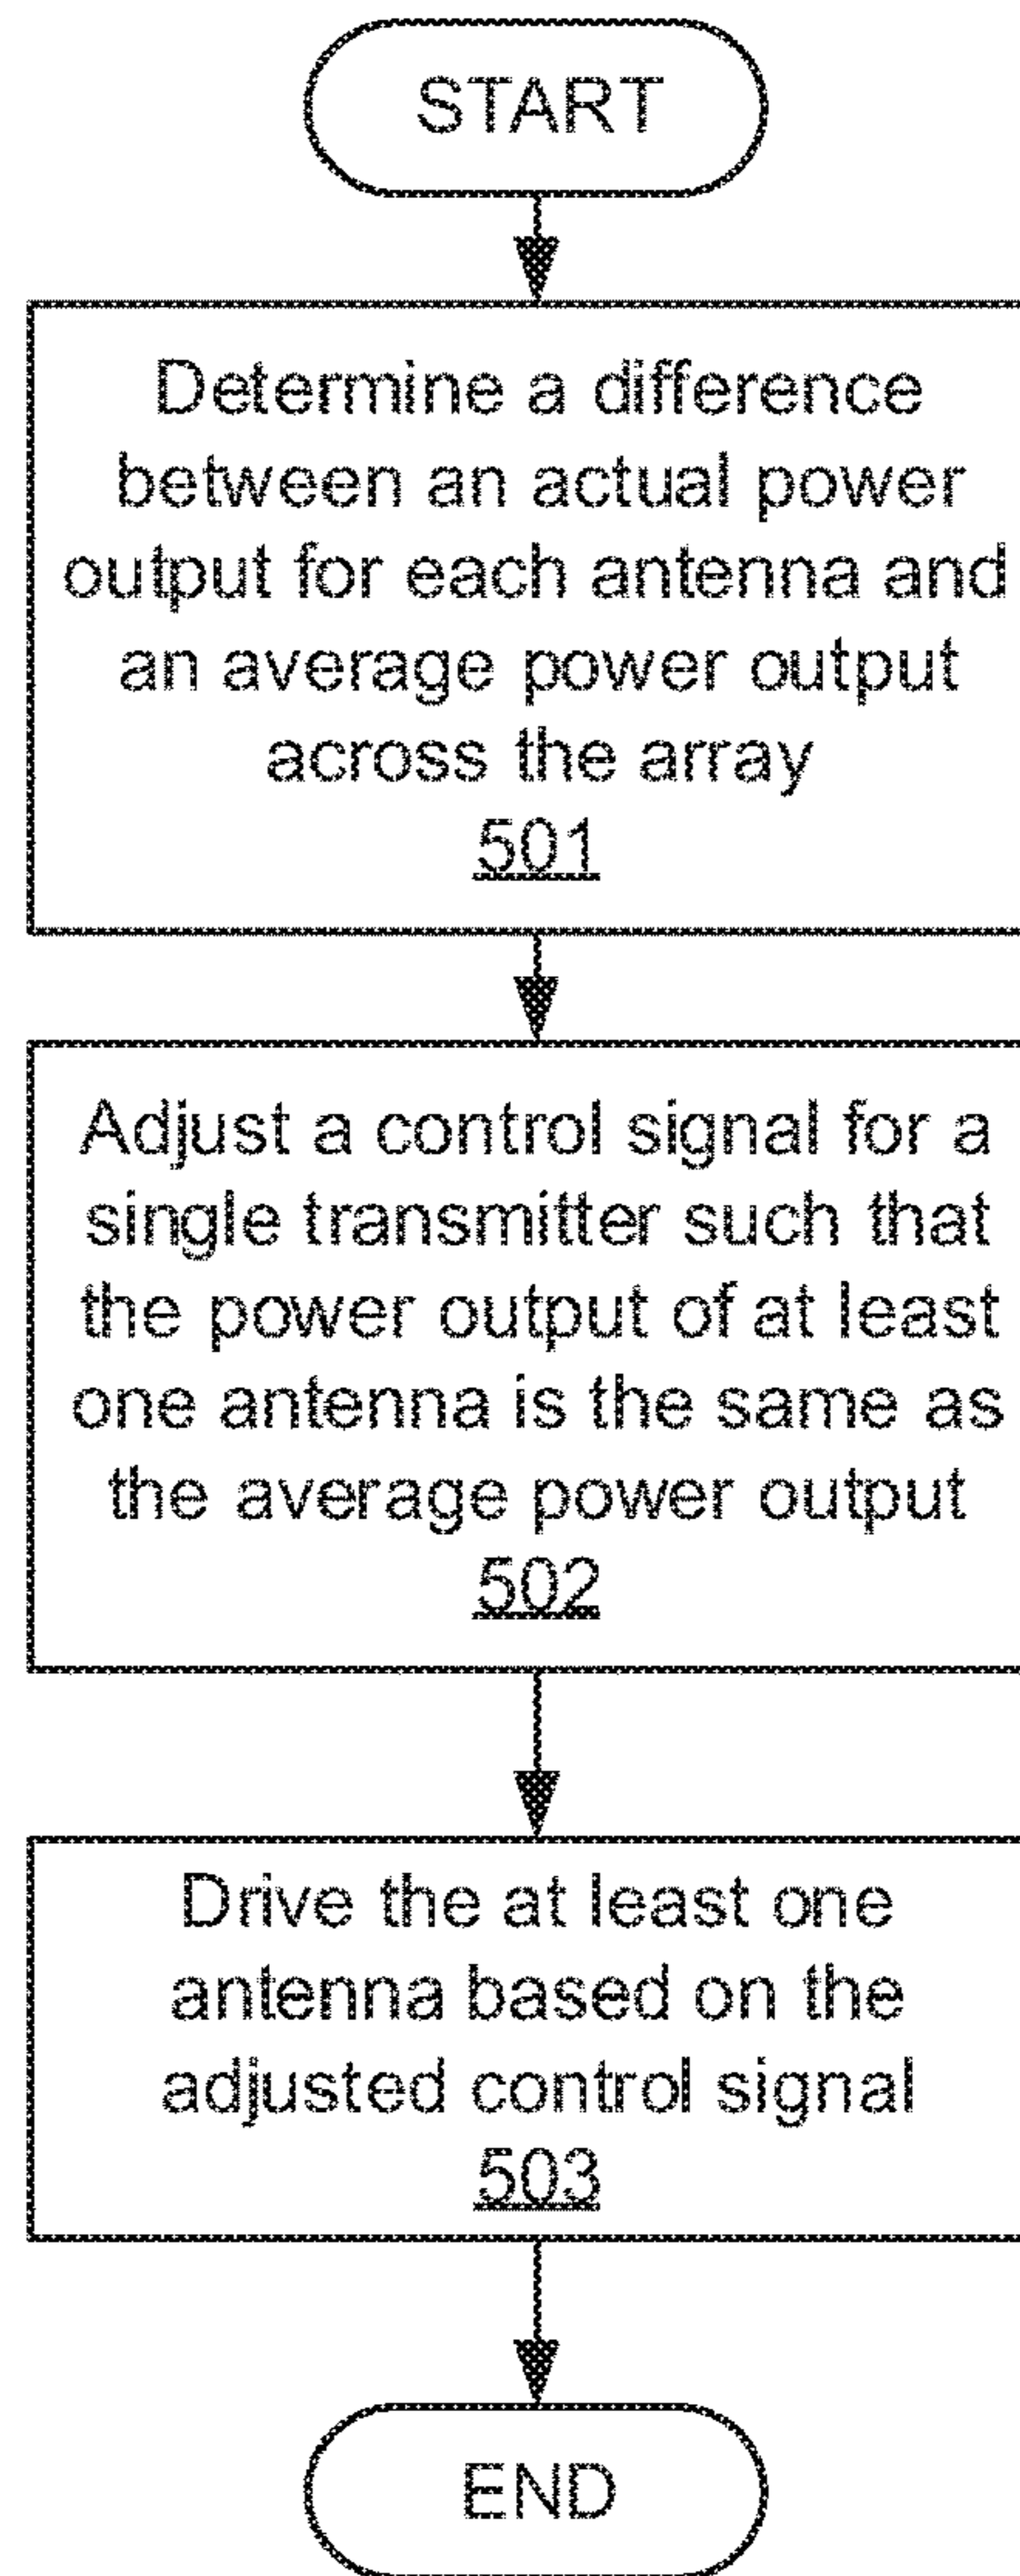 START
Determine a difference
between an actual power
output for each antenna and
an average power output
across the array
501
Adjust a control signal for a
single transmitter such that
the power output of at least
one antenna is the same as
the average power output
502
Drive the at least one
antenna based on the
adjusted control signal
503
END